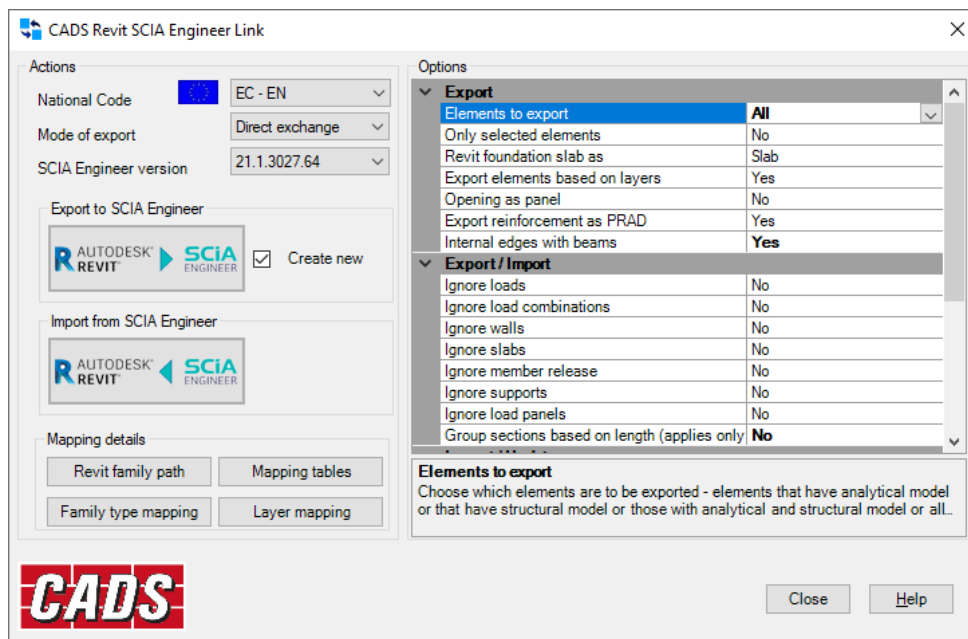 CADS Revit SCIA Engineer Link
Actions
National Code
EC - EN
Mode of export
Direct exchange
SCIA Engineer version
21.1.3027.64
Export to SCIA Engineer
R AUTODESK® REVIT® SCiA ENGINEER
Create new
Import from SCIA Engineer
R AUTODESK® REVIT® SCiA ENGINEER
Mapping details
Revit family path
Mapping tables
Family type mapping
Layer mapping
Options
Export
Elements to export All
Only selected elements No
Revit foundation slab as Slab
Export elements based on layers Yes
Opening as panel No
Export reinforcement as PRAD Yes
Internal edges with beams Yes
Export / Import
Ignore loads No
Ignore load combinations No
Ignore walls No
Ignore slabs No
Ignore member release No
Ignore supports No
Ignore load panels No
Group sections based on length (applies only No
Elements to export
Choose which elements are to be exported - elements that have analytical model
or that have structural model or those with analytical and structural model or all...
CADS
Close
Help